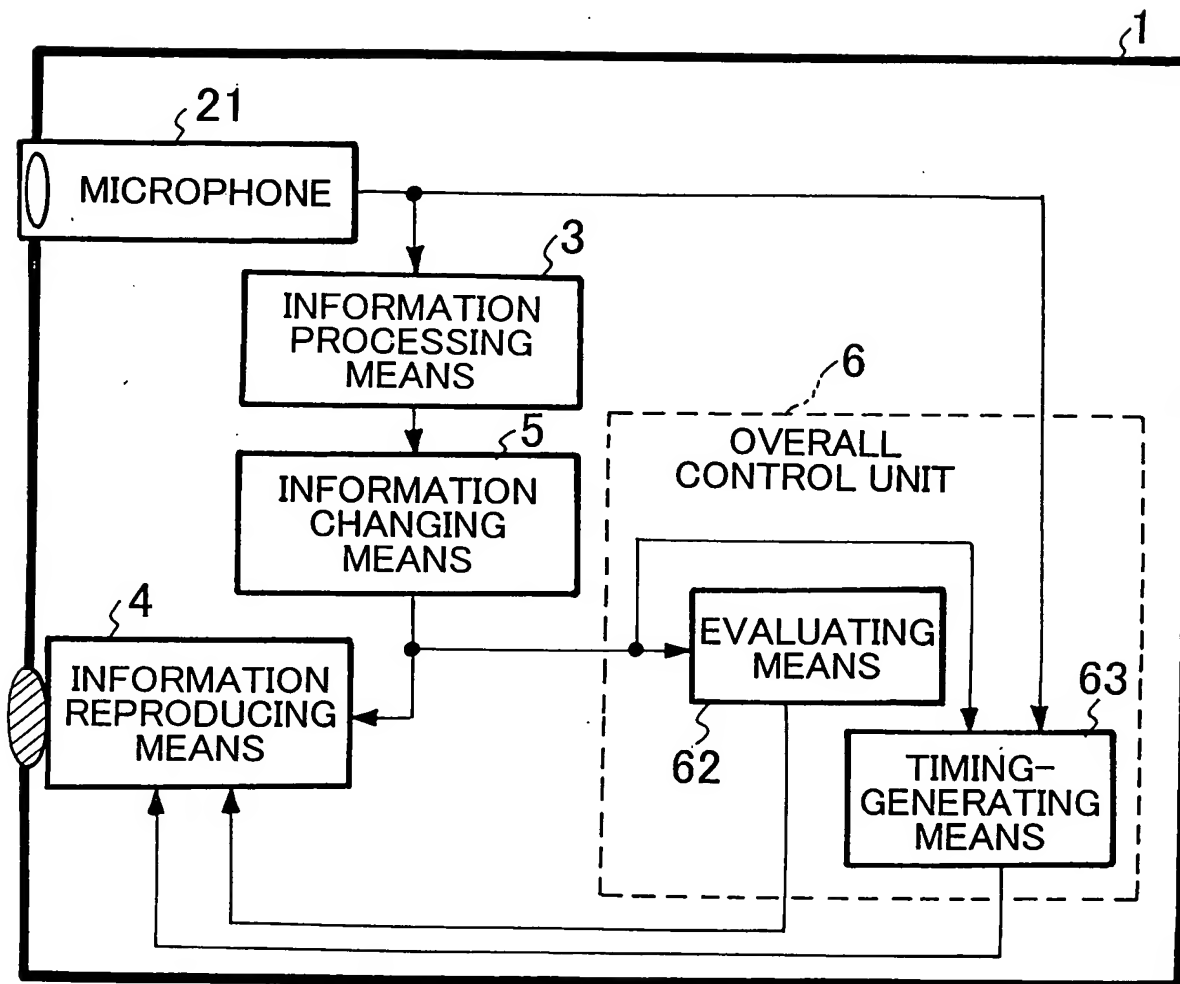 1
21
MICROPHONE
3
INFORMATION
PROCESSING
MEANS
6
OVERALL
CONTROL UNIT
5
INFORMATION
CHANGING
MEANS
4
INFORMATION
REPRODUCING
MEANS
EVALUATING
MEANS
62
63
TIMING-
GENERATING
MEANS